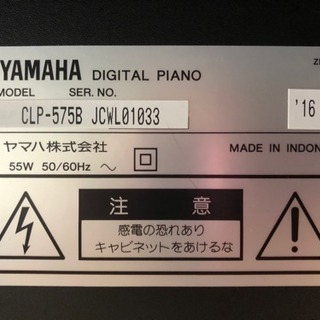 YAMAHA DIGITAL PIANO
MODEL SER. NO.
CLP-575B JCWL01033 '16
ヤマハ株式会社 MADE IN INDON
55W 50/60Hz ～
注 意
感電の恐れあり
キャビネットをあけるな